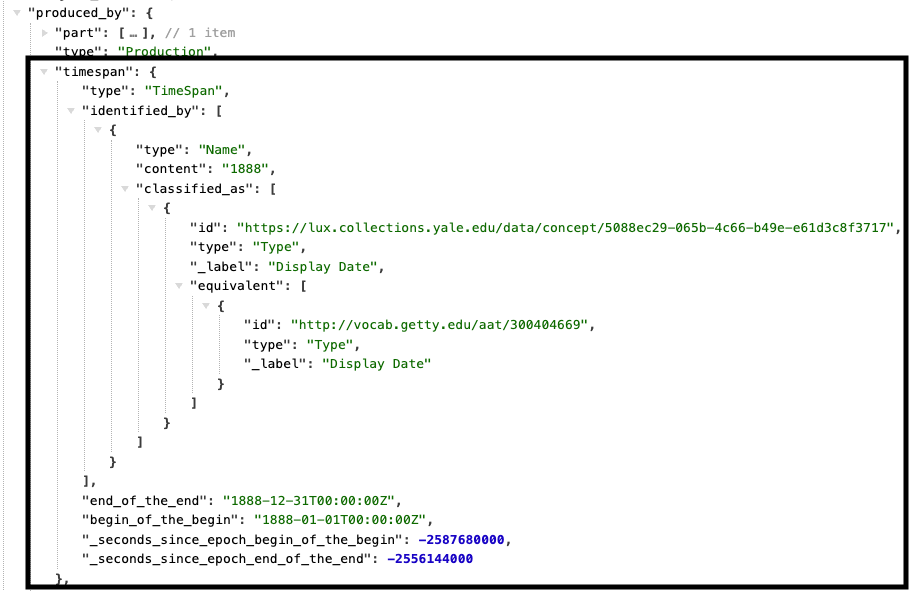 "produced_by": {
"part": [ … ], // 1 item
"type": "Production",
"timespan": {
"type": "TimeSpan",
"identified_by": [
{
"type": "Name",
"content": "1888",
"classified_as": [
{
"id": "https://lux.collections.yale.edu/data/concept/5088ec29-065b-4c66-b49e-e61d3c8f3717",
"type": "Type",
"_label": "Display Date",
"equivalent": [
{
"id": "http://vocab.getty.edu/aat/300404669",
"type": "Type",
"_label": "Display Date"
}
]
}
]
}
],
"end_of_the_end": "1888-12-31T00:00:00Z",
"begin_of_the_begin": "1888-01-01T00:00:00Z",
"_seconds_since_epoch_begin_of_the_begin": -2587680000,
"_seconds_since_epoch_end_of_the_end": -2556144000
},